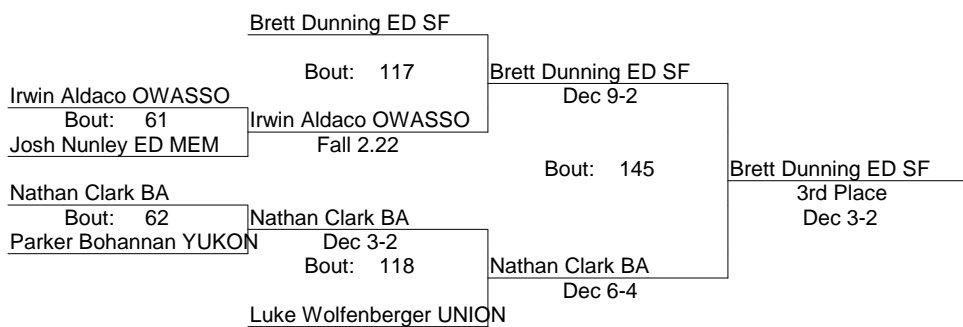 Brett Dunning ED SF
Bout: 117
Brett Dunning ED SF
Dec 9-2
Irwin Aldaco OWASSO
Bout: 61
Irwin Aldaco OWASSO
Josh Nunley ED MEM
Fall 2.22
Bout: 145
Brett Dunning ED SF
3rd Place
Dec 3-2
Nathan Clark BA
Bout: 62
Nathan Clark BA
Parker Bohannan YUKON
Dec 3-2
Bout: 118
Nathan Clark BA
Dec 6-4
Luke Wolfenberger UNION